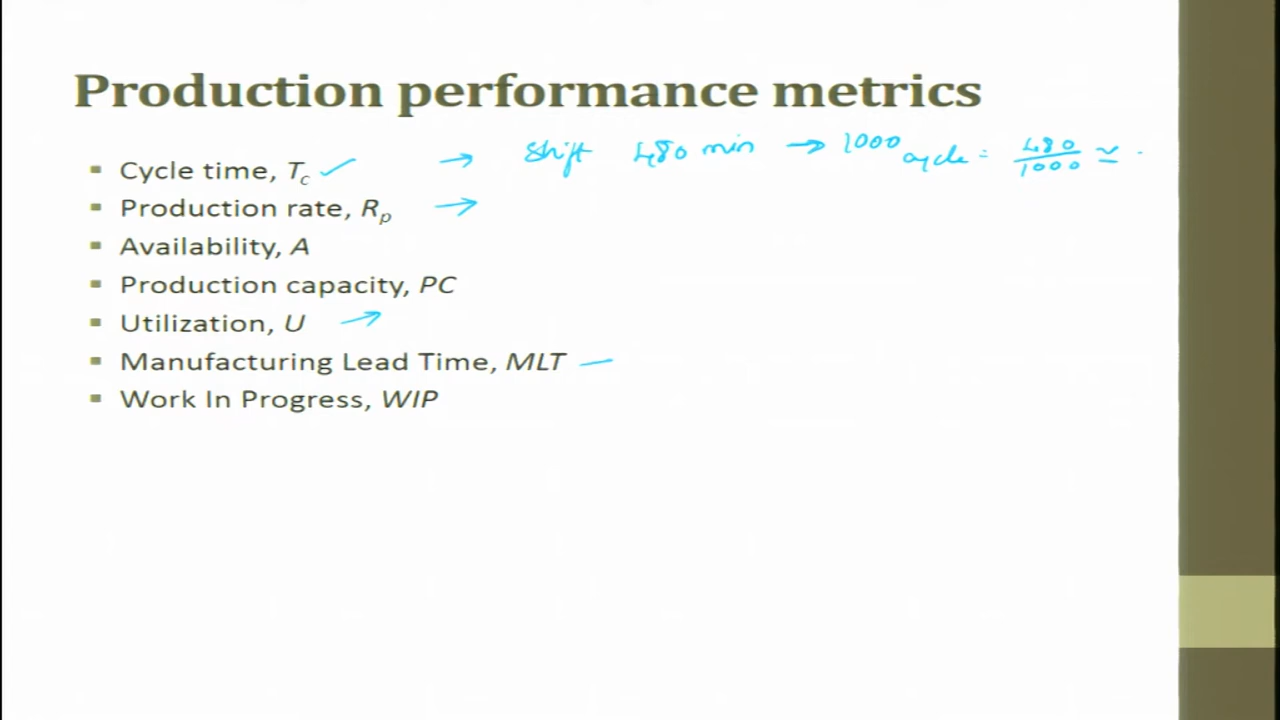 Production performance metrics
Cycle time, Tc → shift 480 min → 1000 cycle = 480/1000 ≃ .
Production rate, Rp →
Availability, A
Production capacity, PC
Utilization, U →
Manufacturing Lead Time, MLT –
Work In Progress, WIP